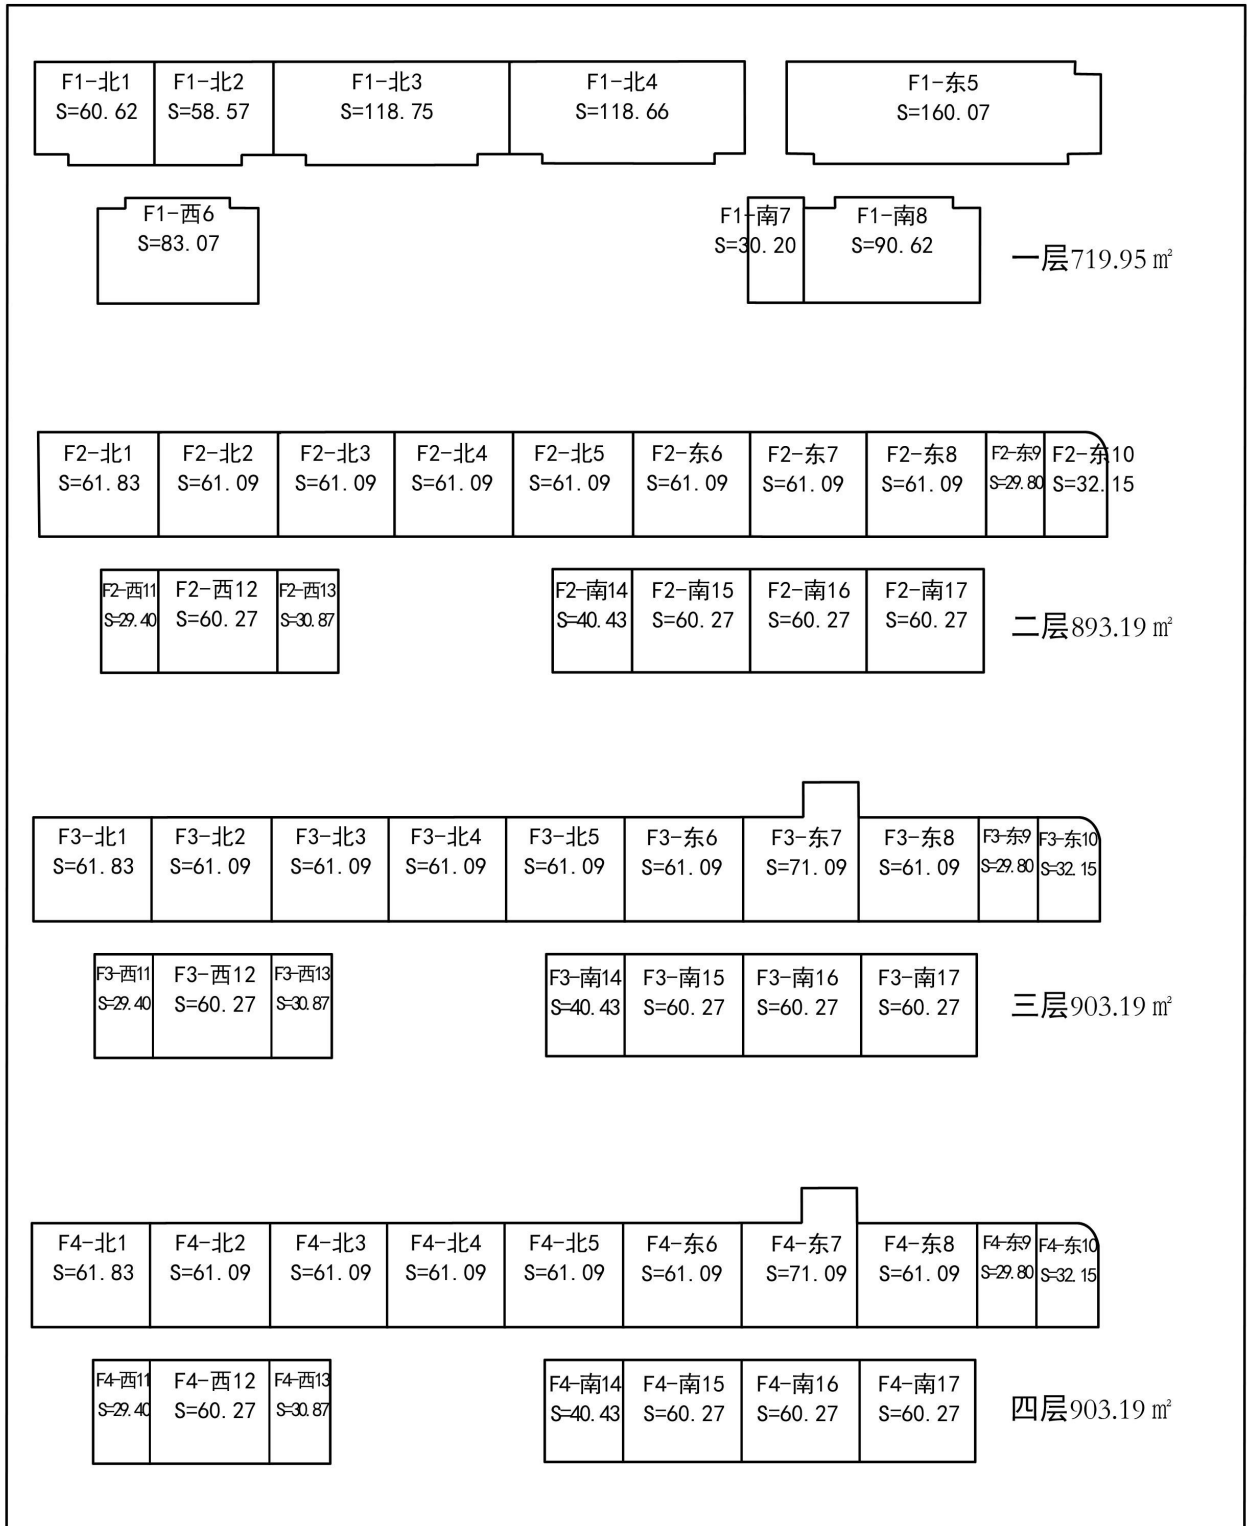 F1-北1
S=60.62
F1-北2
S=58.57
F1-北3
S=118.75
F1-北4
S=118.66
F1-东5
S=160.07
F1-西6
S=83.07
F1-南7
S=30.20
F1-南8
S=90.62
一层719.95㎡
F2-北1
S=61.83
F2-北2
S=61.09
F2-北3
S=61.09
F2-北4
S=61.09
F2-北5
S=61.09
F2-东6
S=61.09
F2-东7
S=61.09
F2-东8
S=61.09
F2-东9
S=29.80
F2-东10
S=32.15
F2-西11
S=29.40
F2-西12
S=60.27
F2-西13
S=30.87
F2-南14
S=40.43
F2-南15
S=60.27
F2-南16
S=60.27
F2-南17
S=60.27
二层893.19㎡
F3-北1
S=61.83
F3-北2
S=61.09
F3-北3
S=61.09
F3-北4
S=61.09
F3-北5
S=61.09
F3-东6
S=61.09
F3-东7
S=71.09
F3-东8
S=61.09
F3-东9
S=29.80
F3-东10
S=32.15
F3-西11
S=29.40
F3-西12
S=60.27
F3-西13
S=30.87
F3-南14
S=40.43
F3-南15
S=60.27
F3-南16
S=60.27
F3-南17
S=60.27
三层903.19㎡
F4-北1
S=61.83
F4-北2
S=61.09
F4-北3
S=61.09
F4-北4
S=61.09
F4-北5
S=61.09
F4-东6
S=61.09
F4-东7
S=71.09
F4-东8
S=61.09
F4-东9
S=29.80
F4-东10
S=32.15
F4-西11
S=29.40
F4-西12
S=60.27
F4-西13
S=30.87
F4-南14
S=40.43
F4-南15
S=60.27
F4-南16
S=60.27
F4-南17
S=60.27
四层903.19㎡